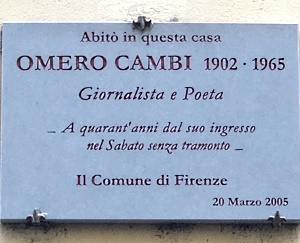 Abitò in questa casa
OMERO CAMBI 1902 · 1965
Giornalista e Poeta
_ A quarant'anni dal suo ingresso
nel Sabato senza tramonto _
Il Comune di Firenze
20 Marzo 2005